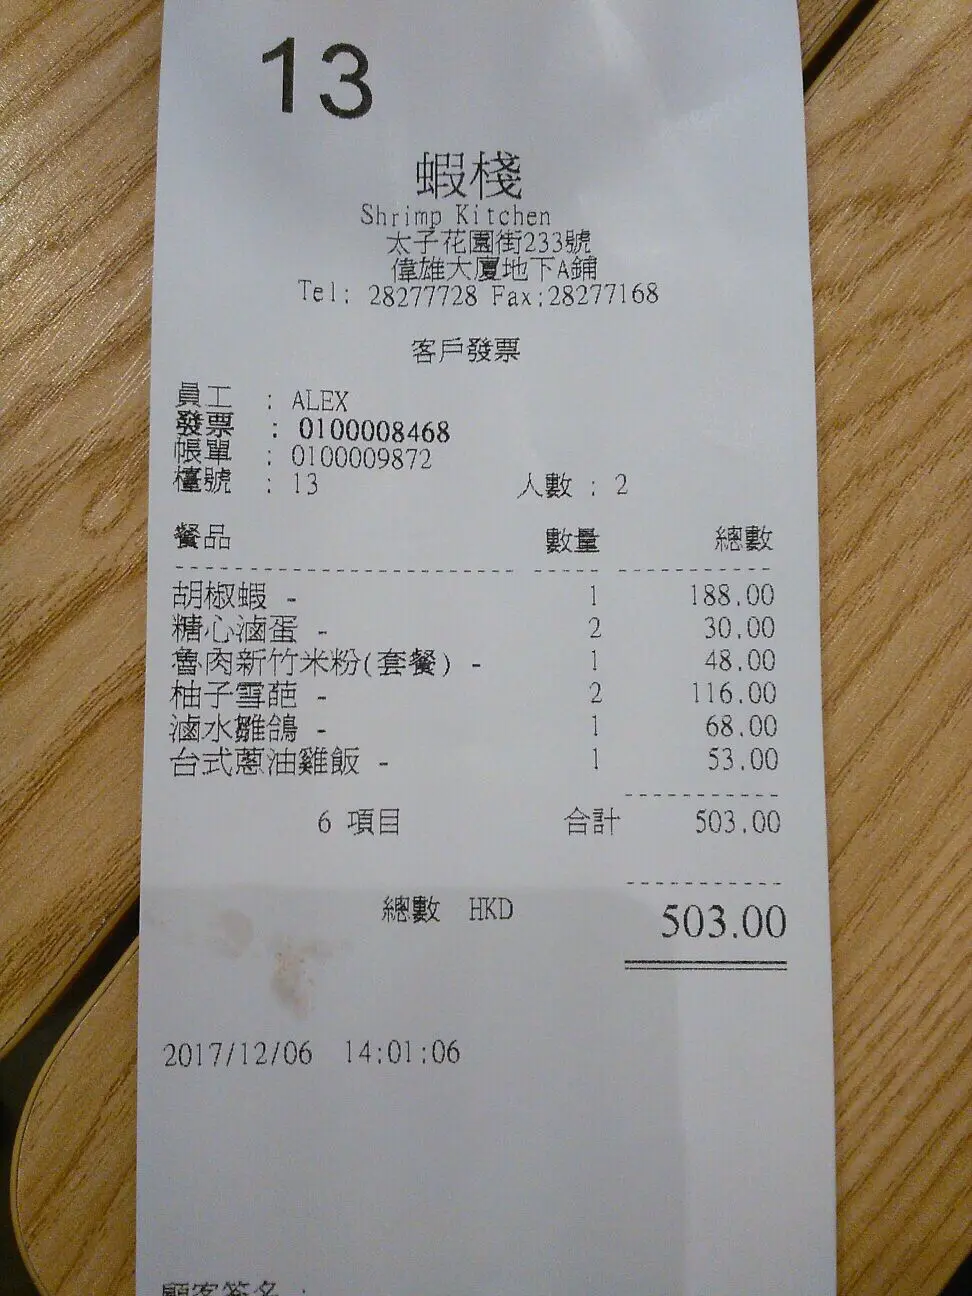 13
蝦棧
Shrimp Kitchen
太子花園街233號
偉雄大廈地下A鋪
Tel: 28277728 Fax:28277168
客戶發票
員工 : ALEX
發票 : 0100008468
帳單 : 0100009872
檯號 : 13 人數 : 2
餐品 數量 總數
胡椒蝦 - 1 188.00
糖心滷蛋 - 2 30.00
魯肉新竹米粉(套餐) - 1 48.00
柚子雪葩 - 2 116.00
滷水雛鴿 - 1 68.00
台式蔥油雞飯 - 1 53.00
6 項目 合計 503.00
總數 HKD 503.00
2017/12/06 14:01:06
顧客簽名 :